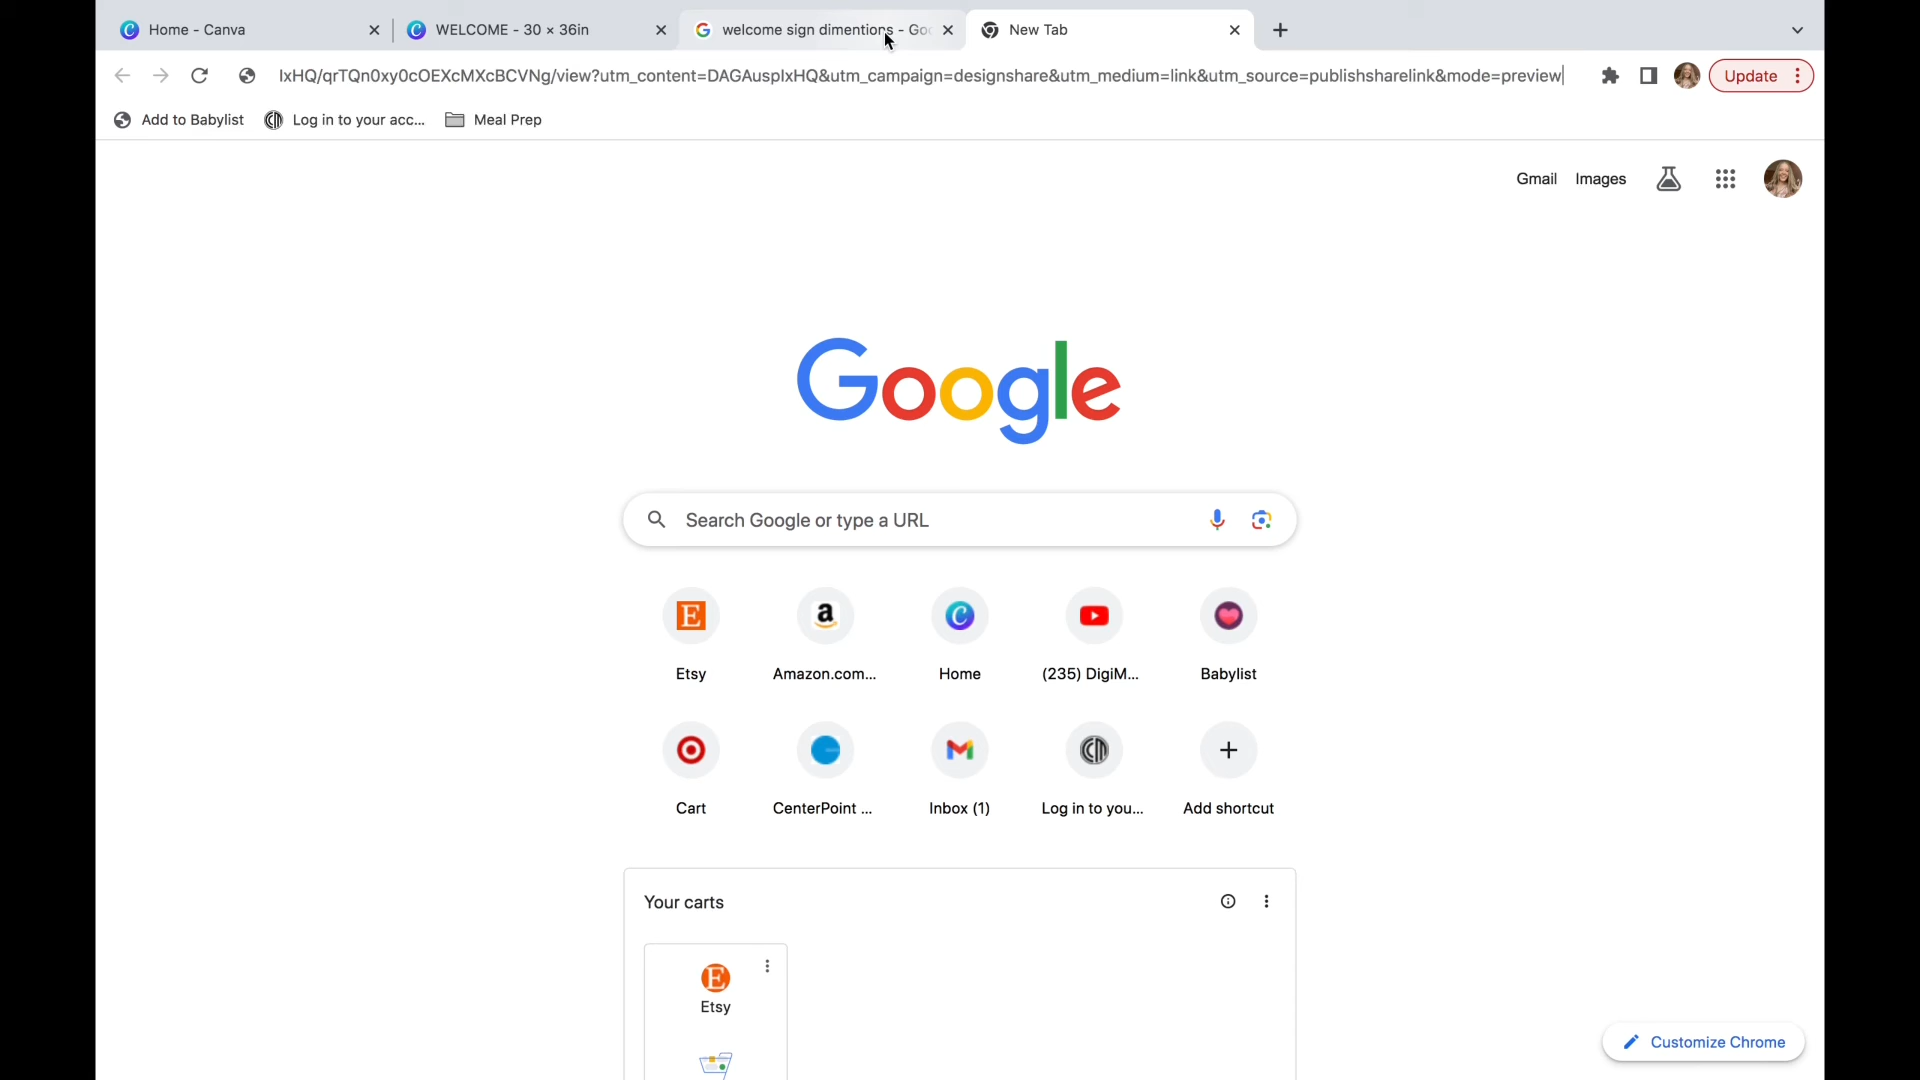 Home - Canva
WELCOME - 30 × 36in
welcome sign dimentions - Goo
New Tab
lxHQ/qrTQn0xy0cOEXcMXcBCVNg/view?utm_content=DAGAuspIxHQ&utm_campaign=designshare&utm_medium=link&utm_source=publishsharelink&mode=preview
Update
Add to Babylist
Log in to your acc...
Meal Prep
Gmail
Images
Google
Search Google or type a URL
Etsy
Amazon.com...
Home
(235) DigiM...
Babylist
Cart
CenterPoint ...
Inbox (1)
Log in to you...
Add shortcut
Your carts
Etsy
Customize Chrome